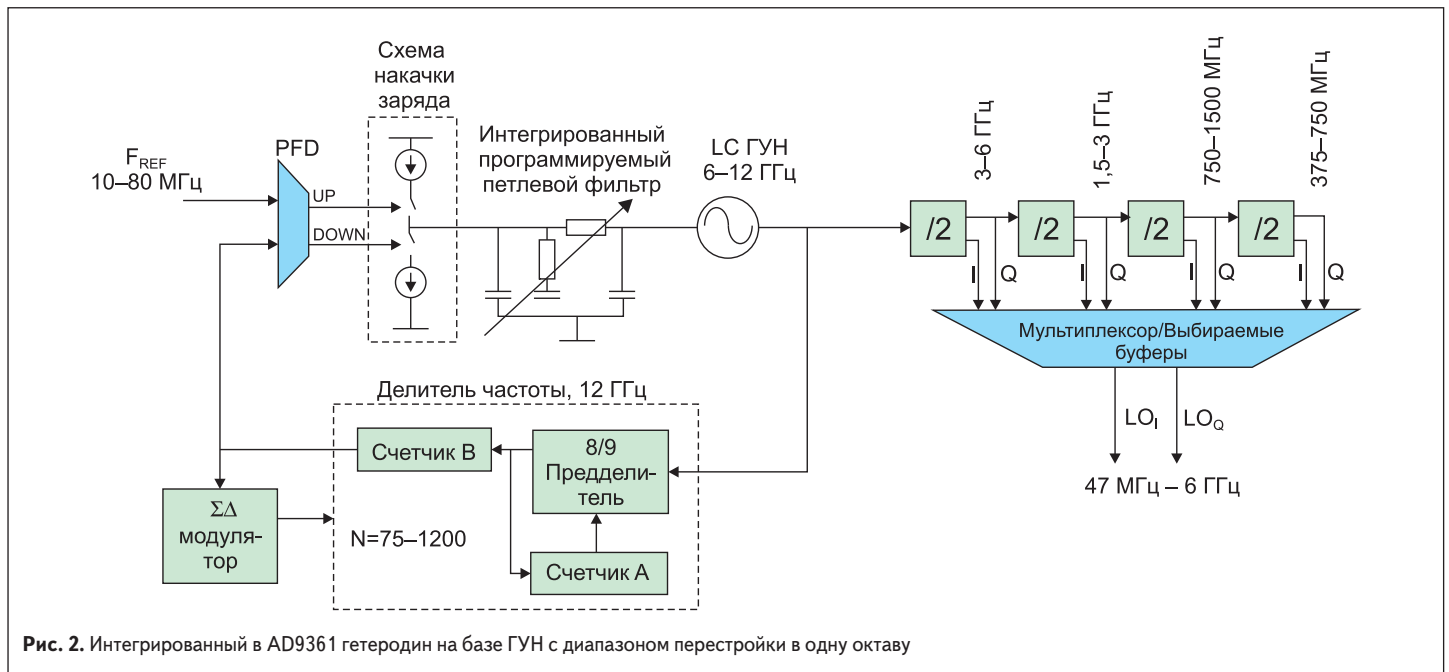 Схема
накачки
заряда
F_REF
10–80 МГц
PFD
UP
DOWN
Интегрированный
программируемый
петлевой фильтр
LC ГУН
6–12 ГГц
3–6 ГГц
1,5–3 ГГц
750–1500 МГц
375–750 МГц
/2
/2
/2
/2
I Q
I Q
I Q
I Q
Мультиплексор/Выбираемые
буферы
LO_I LO_Q
47 МГц – 6 ГГц
Делитель частоты, 12 ГГц
Счетчик B
8/9
Предделитель
Предели-
тель
ΣΔ
модуля-
тор
N=75–1200
Счетчик A
Рис. 2. Интегрированный в AD9361 гетеродин на базе ГУН с диапазоном перестройки в одну октаву